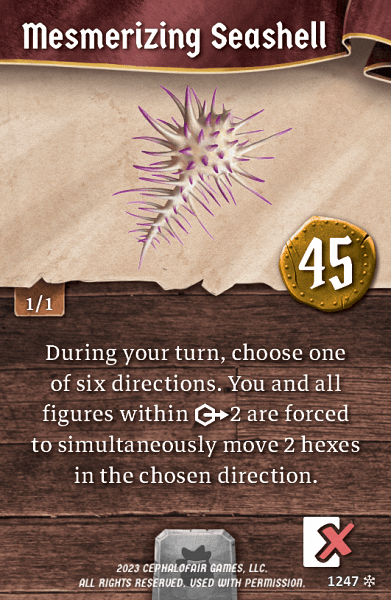 Mesmerizing Seashell
45
1/1
During your turn, choose one
of six directions. You and all
figures within 2 are forced
to simultaneously move 2 hexes
in the chosen direction.
2023 CEPHALOFAIR GAMES, LLC.
ALL RIGHTS RESERVED. USED WITH PERMISSION.
1247